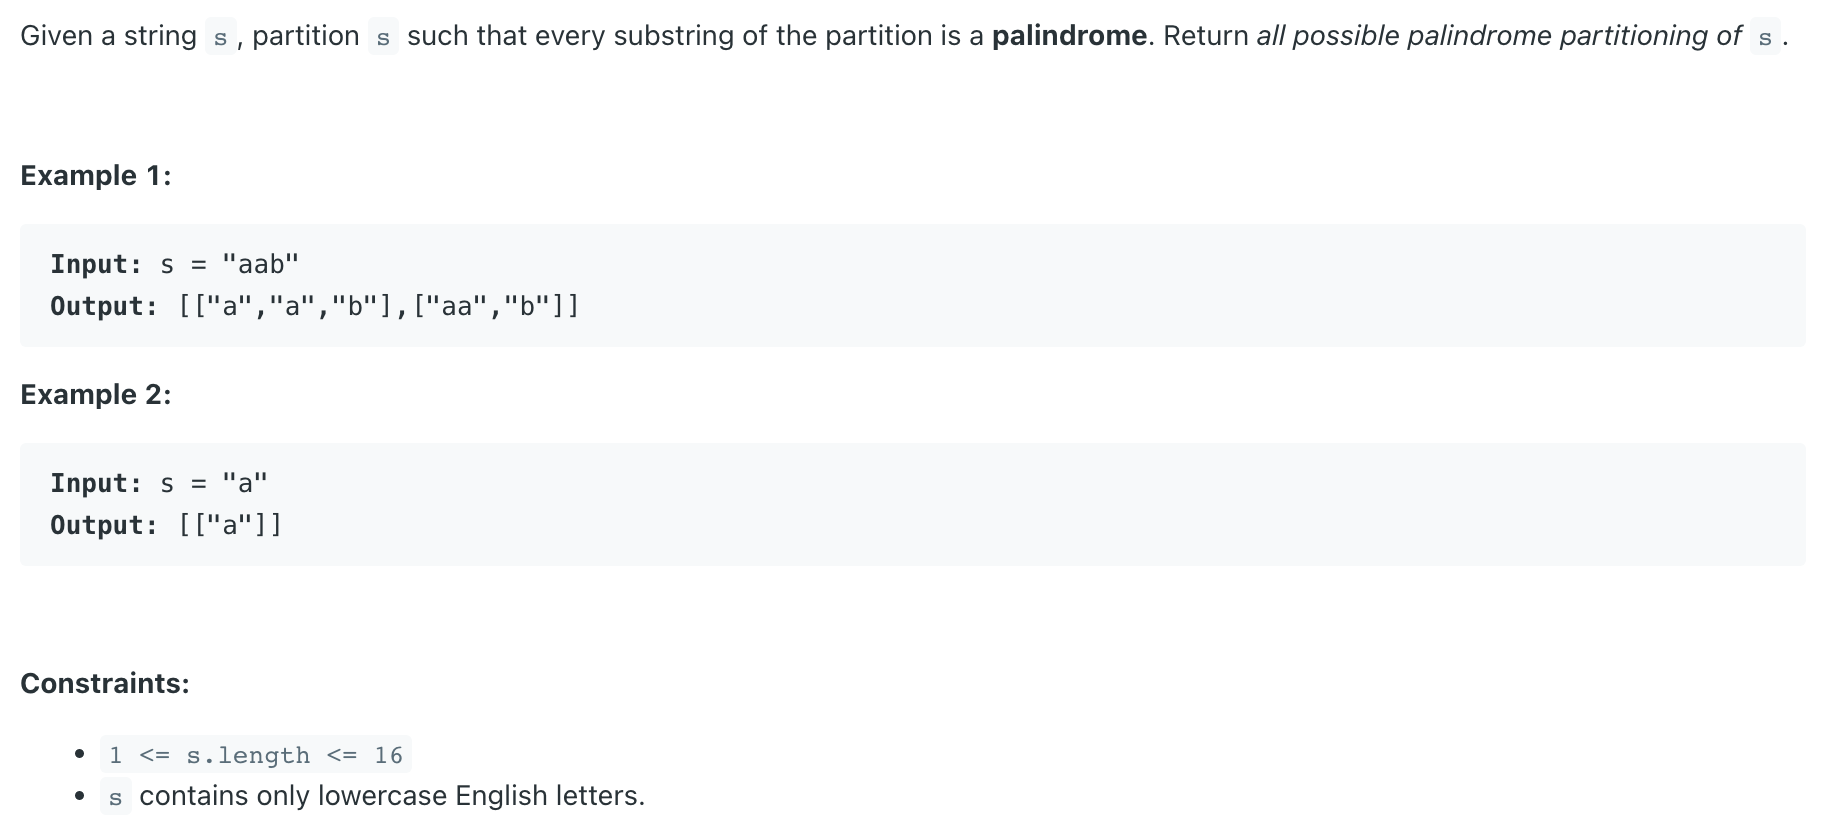 Given a string s, partition s such that every substring of the partition is a palindrome. Return all possible palindrome partitioning of s.
Example 1:
Input: s = "aab"
Output: [["a","a","b"],["aa","b"]]
Example 2:
Input: s = "a"
Output: [["a"]]
Constraints:
• 1 <= s.length <= 16
• s contains only lowercase English letters.